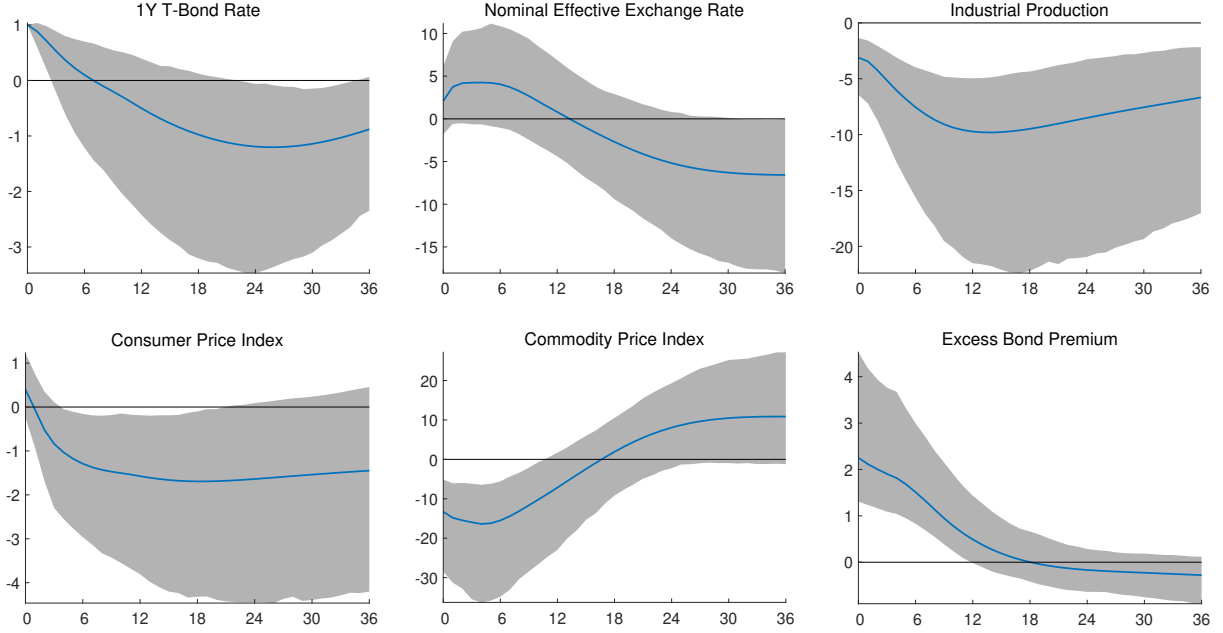 1Y T-Bond Rate
1
0
-1
-2
-3
0 6 12 18 24 30 36
Nominal Effective Exchange Rate
10
5
0
-5
-10
-15
0 6 12 18 24 30 36
Industrial Production
0
-5
-10
-15
-20
0 6 12 18 24 30 36
Consumer Price Index
1
0
-1
-2
-3
-4
0 6 12 18 24 30 36
Commodity Price Index
20
10
0
-10
-20
-30
0 6 12 18 24 30 36
Excess Bond Premium
4
3
2
1
0
0 6 12 18 24 30 36